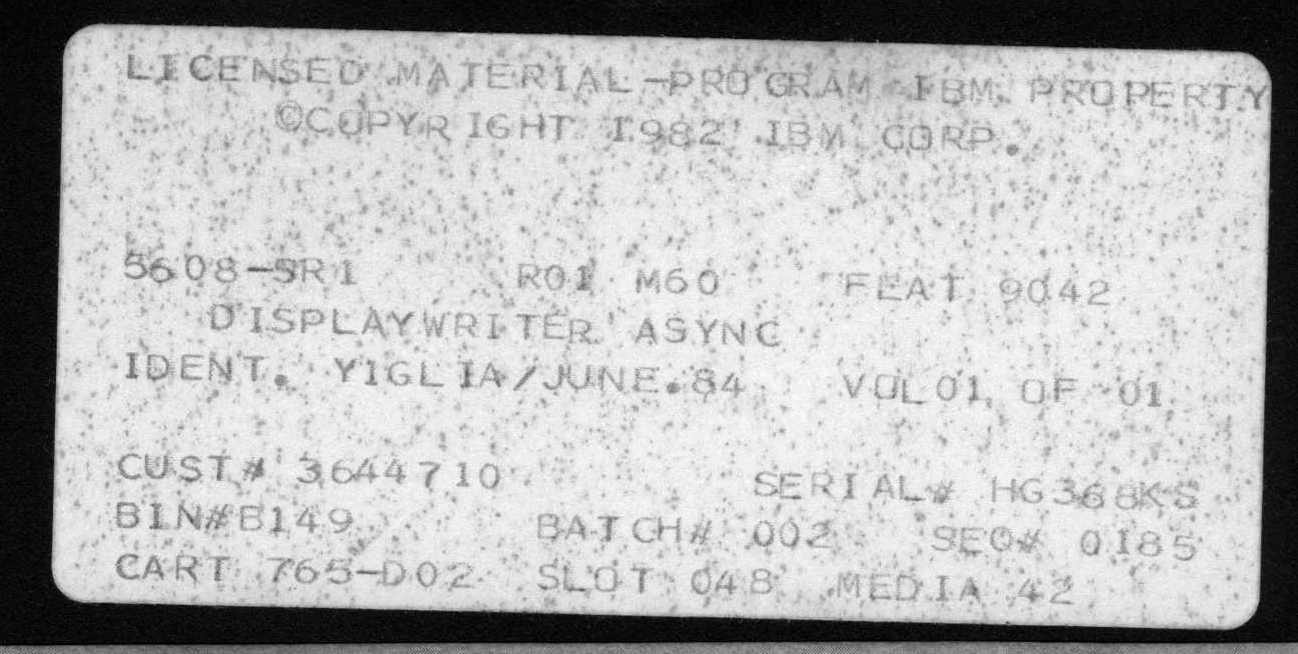 LICENSED MATERIAL-PROGRAM IBM PROPERTY
©COPYRIGHT 1982 IBM CORP.
5608-SR1 R01 M60 FEAT 9042
DISPLAYWRITER ASYNC
IDENT. Y1GLIA/JUNE.84 VOL01 OF 01
CUST# 3644710 SERIAL# HG368KS
BIN#B149 BATCH# 002 SEQ# 0185
CART 765-D02 SLOT 048 MEDIA 42